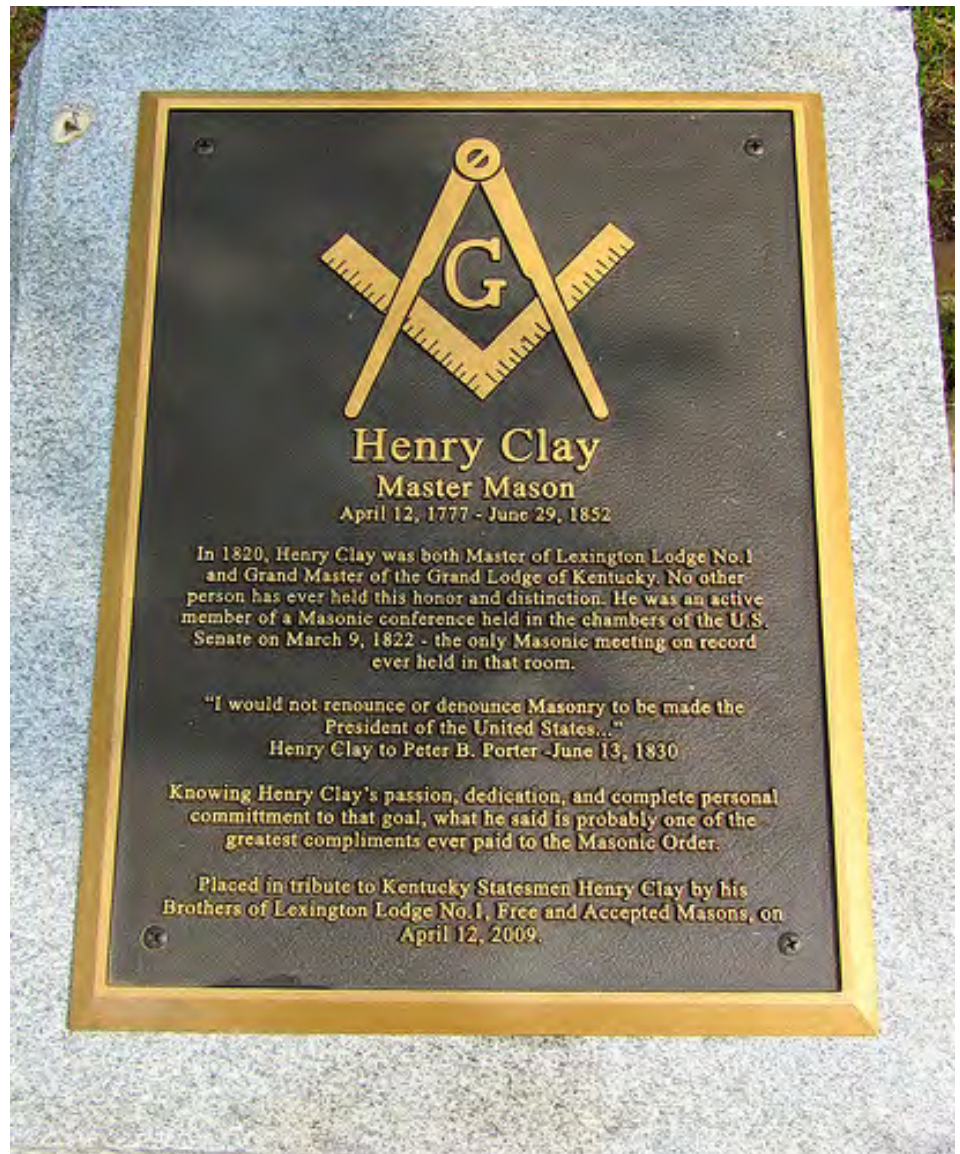 G
Henry Clay
Master Mason
April 12, 1777 - June 29, 1852
In 1820, Henry Clay was both Master of Lexington Lodge No.1
and Grand Master of the Grand Lodge of Kentucky. No other
person has ever held this honor and distinction. He was an active
member of a Masonic conference held in the chambers of the U.S.
Senate on March 9, 1822 - the only Masonic meeting on record
ever held in that room.
“I would not renounce or denounce Masonry to be made the
President of the United States...”
Henry Clay to Peter B. Porter -June 13, 1830
Knowing Henry Clay's passion, dedication, and complete personal
committment to that goal, what he said is probably one of the
greatest compliments ever paid to the Masonic Order.
Placed in tribute to Kentucky Statesmen Henry Clay by his
Brothers of Lexington Lodge No.1, Free and Accepted Masons, on
April 12, 2009.